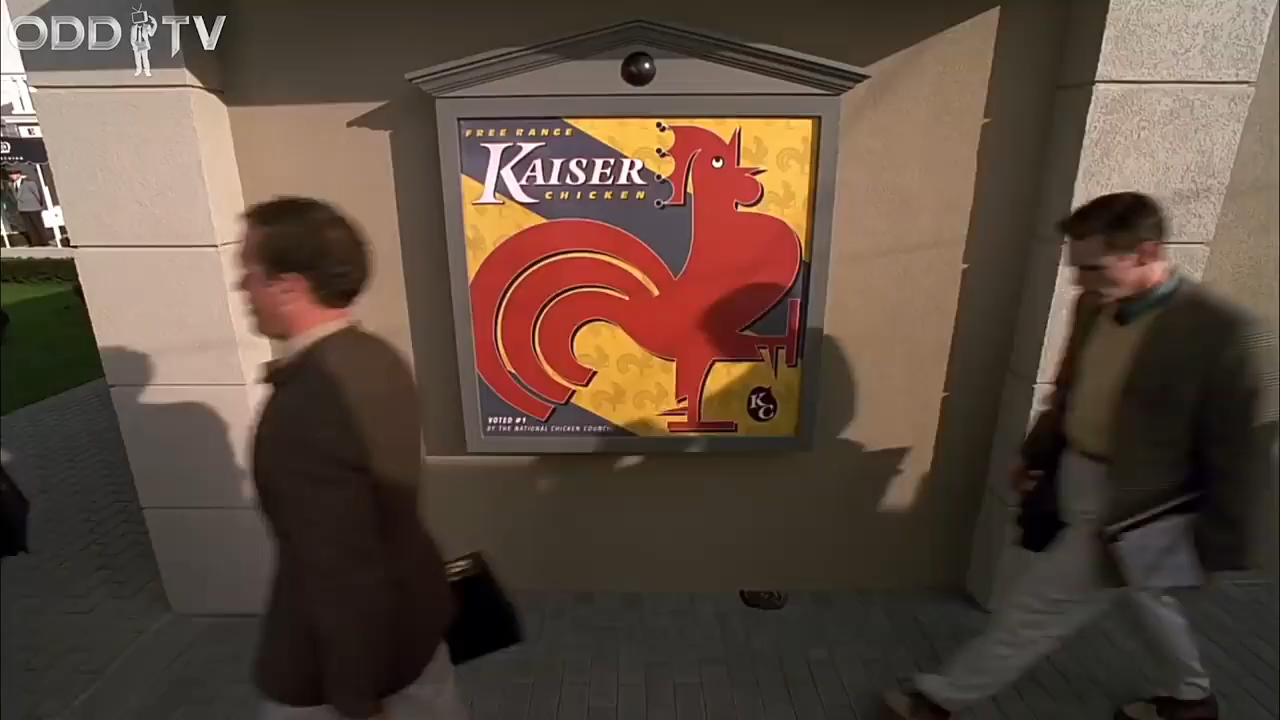 ODD TV
FREE RANGE
KAISER
CHICKEN
KC
VOTED #1
BY THE NATIONAL CHICKEN COUNCIL